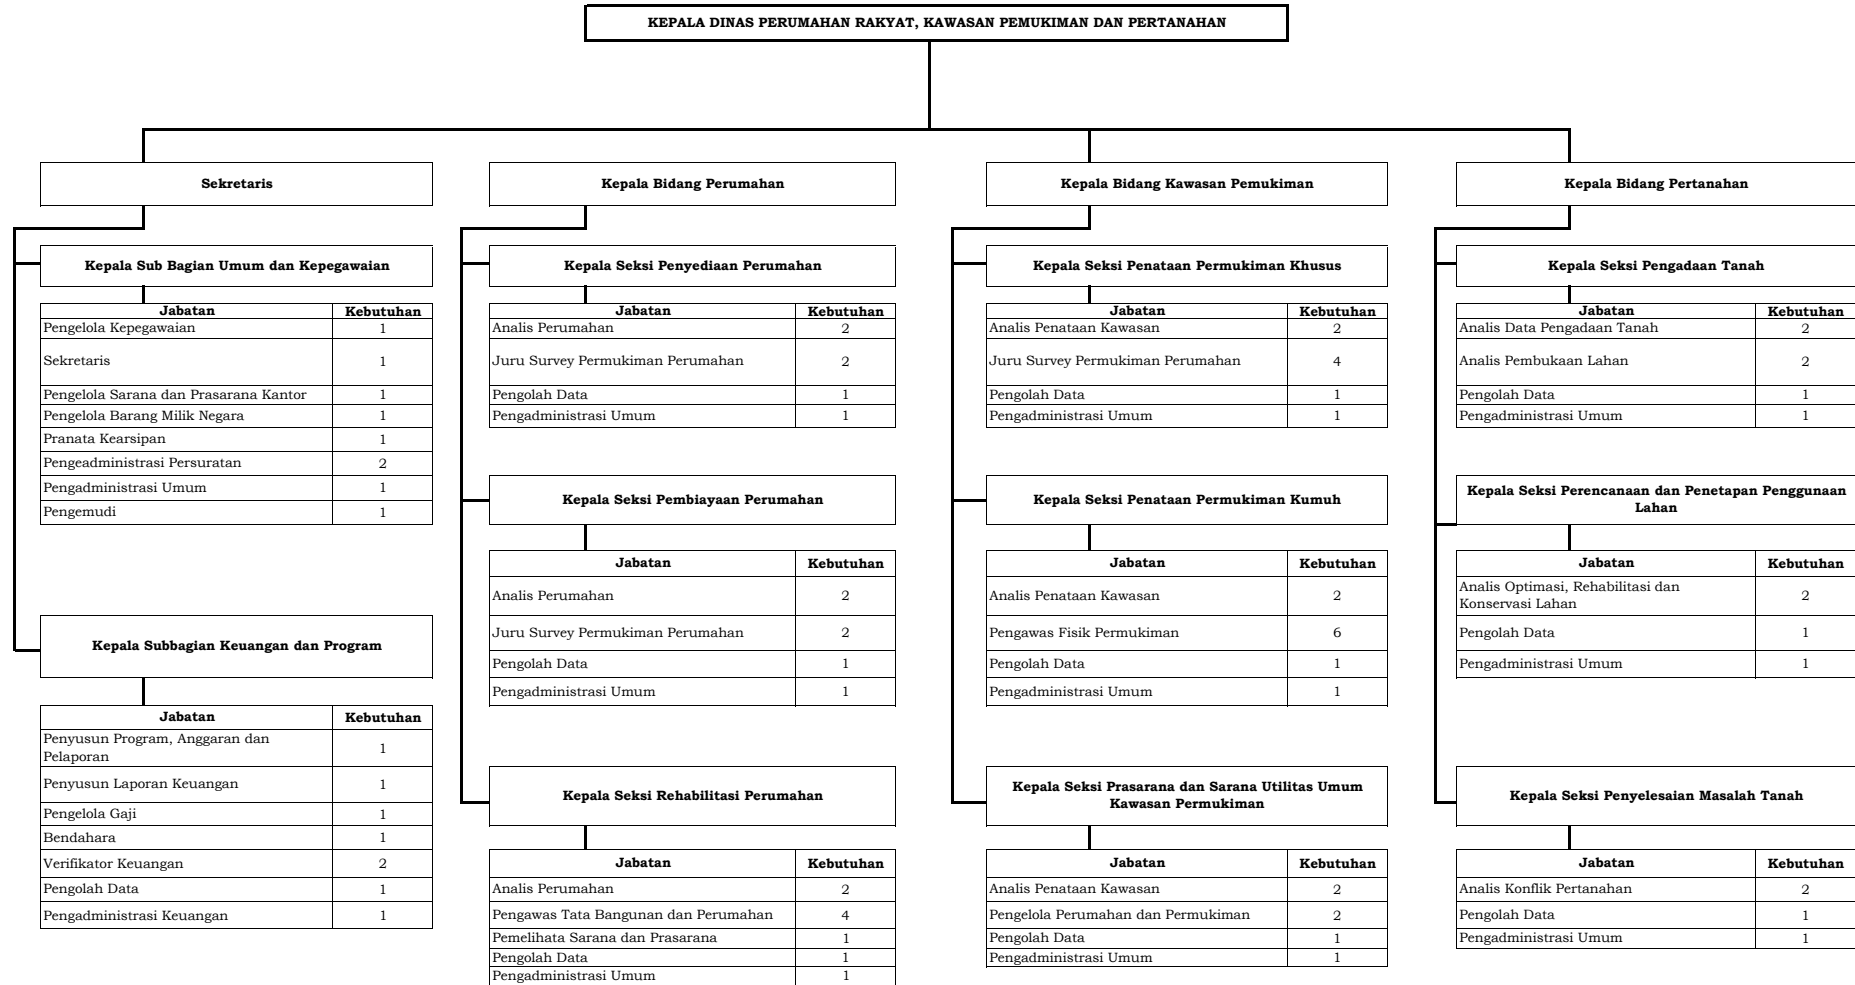 KEPALA DINAS PERUMAHAN RAKYAT, KAWASAN PEMUKIMAN DAN PERTANAHAN
Sekretaris
Kepala Sub Bagian Umum dan Kepegawaian
Jabatan Kebutuhan
Pengelola Kepegawaian 1
Sekretaris 1
Pengelola Sarana dan Prasarana Kantor 1
Pengelola Barang Milik Negara 1
Pranata Kearsipan 1
Pengeadministrasi Persuratan 2
Pengadministrasi Umum 1
Pengemudi 1
Kepala Subbagian Keuangan dan Program
Jabatan Kebutuhan
Penyusun Program, Anggaran dan
Pelaporan 1
Penyusun Laporan Keuangan 1
Pengelola Gaji 1
Bendahara 1
Verifikator Keuangan 2
Pengolah Data 1
Pengadministrasi Keuangan 1
Kepala Bidang Perumahan
Kepala Seksi Penyediaan Perumahan
Jabatan Kebutuhan
Analis Perumahan 2
Juru Survey Permukiman Perumahan 2
Pengolah Data 1
Pengadministrasi Umum 1
Kepala Seksi Pembiayaan Perumahan
Jabatan Kebutuhan
Analis Perumahan 2
Juru Survey Permukiman Perumahan 2
Pengolah Data 1
Pengadministrasi Umum 1
Kepala Seksi Rehabilitasi Perumahan
Jabatan Kebutuhan
Analis Perumahan 2
Pengawas Tata Bangunan dan Perumahan 4
Pemelihata Sarana dan Prasarana 1
Pengolah Data 1
Pengadministrasi Umum 1
Kepala Bidang Kawasan Pemukiman
Kepala Seksi Penataan Permukiman Khusus
Jabatan Kebutuhan
Analis Penataan Kawasan 2
Juru Survey Permukiman Perumahan 4
Pengolah Data 1
Pengadministrasi Umum 1
Kepala Seksi Penataan Permukiman Kumuh
Jabatan Kebutuhan
Analis Penataan Kawasan 2
Pengawas Fisik Permukiman 6
Pengolah Data 1
Pengadministrasi Umum 1
Kepala Seksi Prasarana dan Sarana Utilitas Umum
Kawasan Permukiman
Jabatan Kebutuhan
Analis Penataan Kawasan 2
Pengelola Perumahan dan Permukiman 2
Pengolah Data 1
Pengadministrasi Umum 1
Kepala Bidang Pertanahan
Kepala Seksi Pengadaan Tanah
Jabatan Kebutuhan
Analis Data Pengadaan Tanah 2
Analis Pembukaan Lahan 2
Pengolah Data 1
Pengadministrasi Umum 1
Kepala Seksi Perencanaan dan Penetapan Penggunaan
Lahan
Jabatan Kebutuhan
Analis Optimasi, Rehabilitasi dan
Konservasi Lahan 2
Pengolah Data 1
Pengadministrasi Umum 1
Kepala Seksi Penyelesaian Masalah Tanah
Jabatan Kebutuhan
Analis Konflik Pertanahan 2
Pengolah Data 1
Pengadministrasi Umum 1